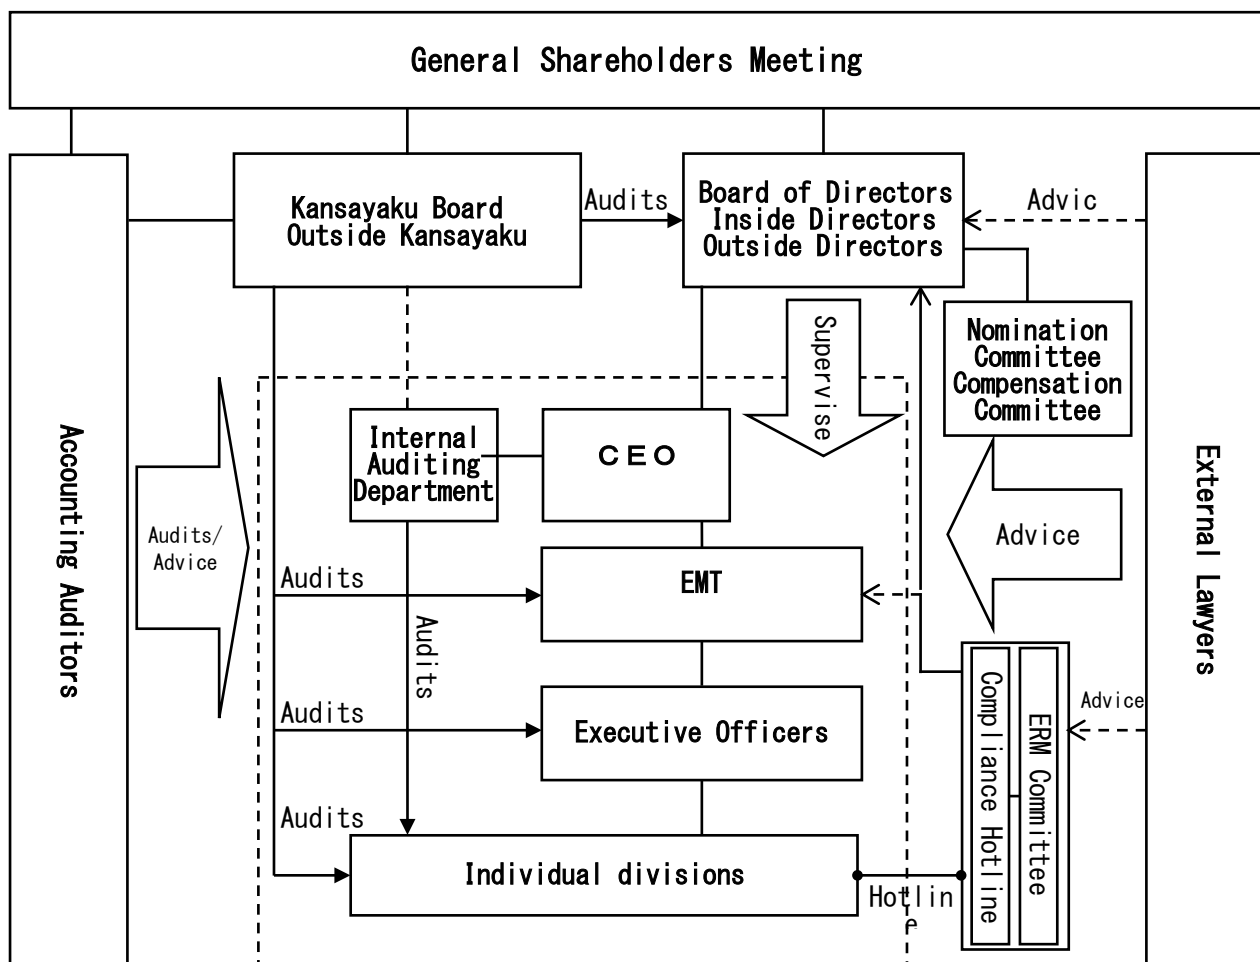 General Shareholders Meeting
Kansayaku Board
Outside Kansayaku
Audits
Board of Directors
Inside Directors
Outside Directors
Advic
Nomination
Committee
Compensation
Committee
Supervise
Accounting Auditors
Audits/
Advice
Internal
Auditing
Department
CEO
Advice
External Lawyers
Audits
EMT
Audits
Audits
Executive Officers
Advice
Compliance Hotline
ERM Committee
Audits
Individual divisions
Hotlin
e